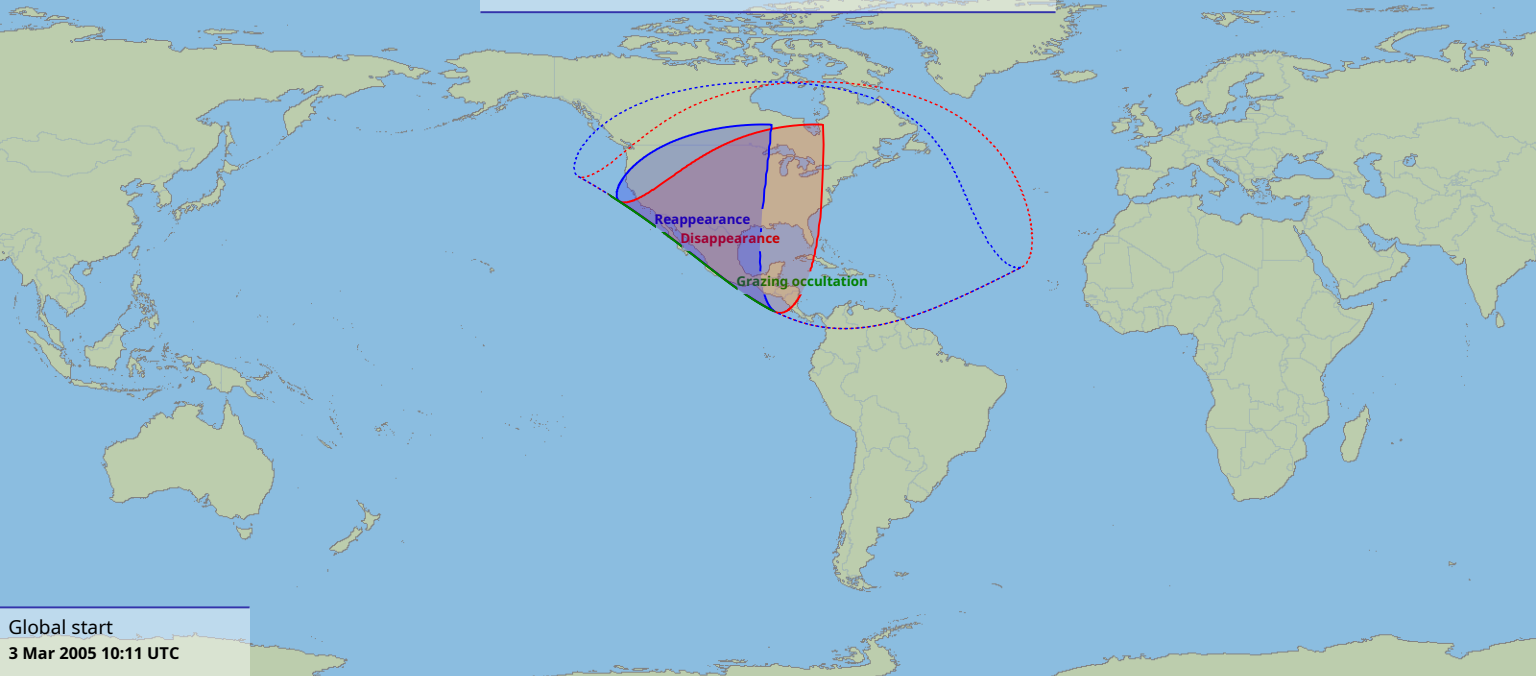 Reappearance
Disappearance
Grazing occultation
Global start
3 Mar 2005 10:11 UTC